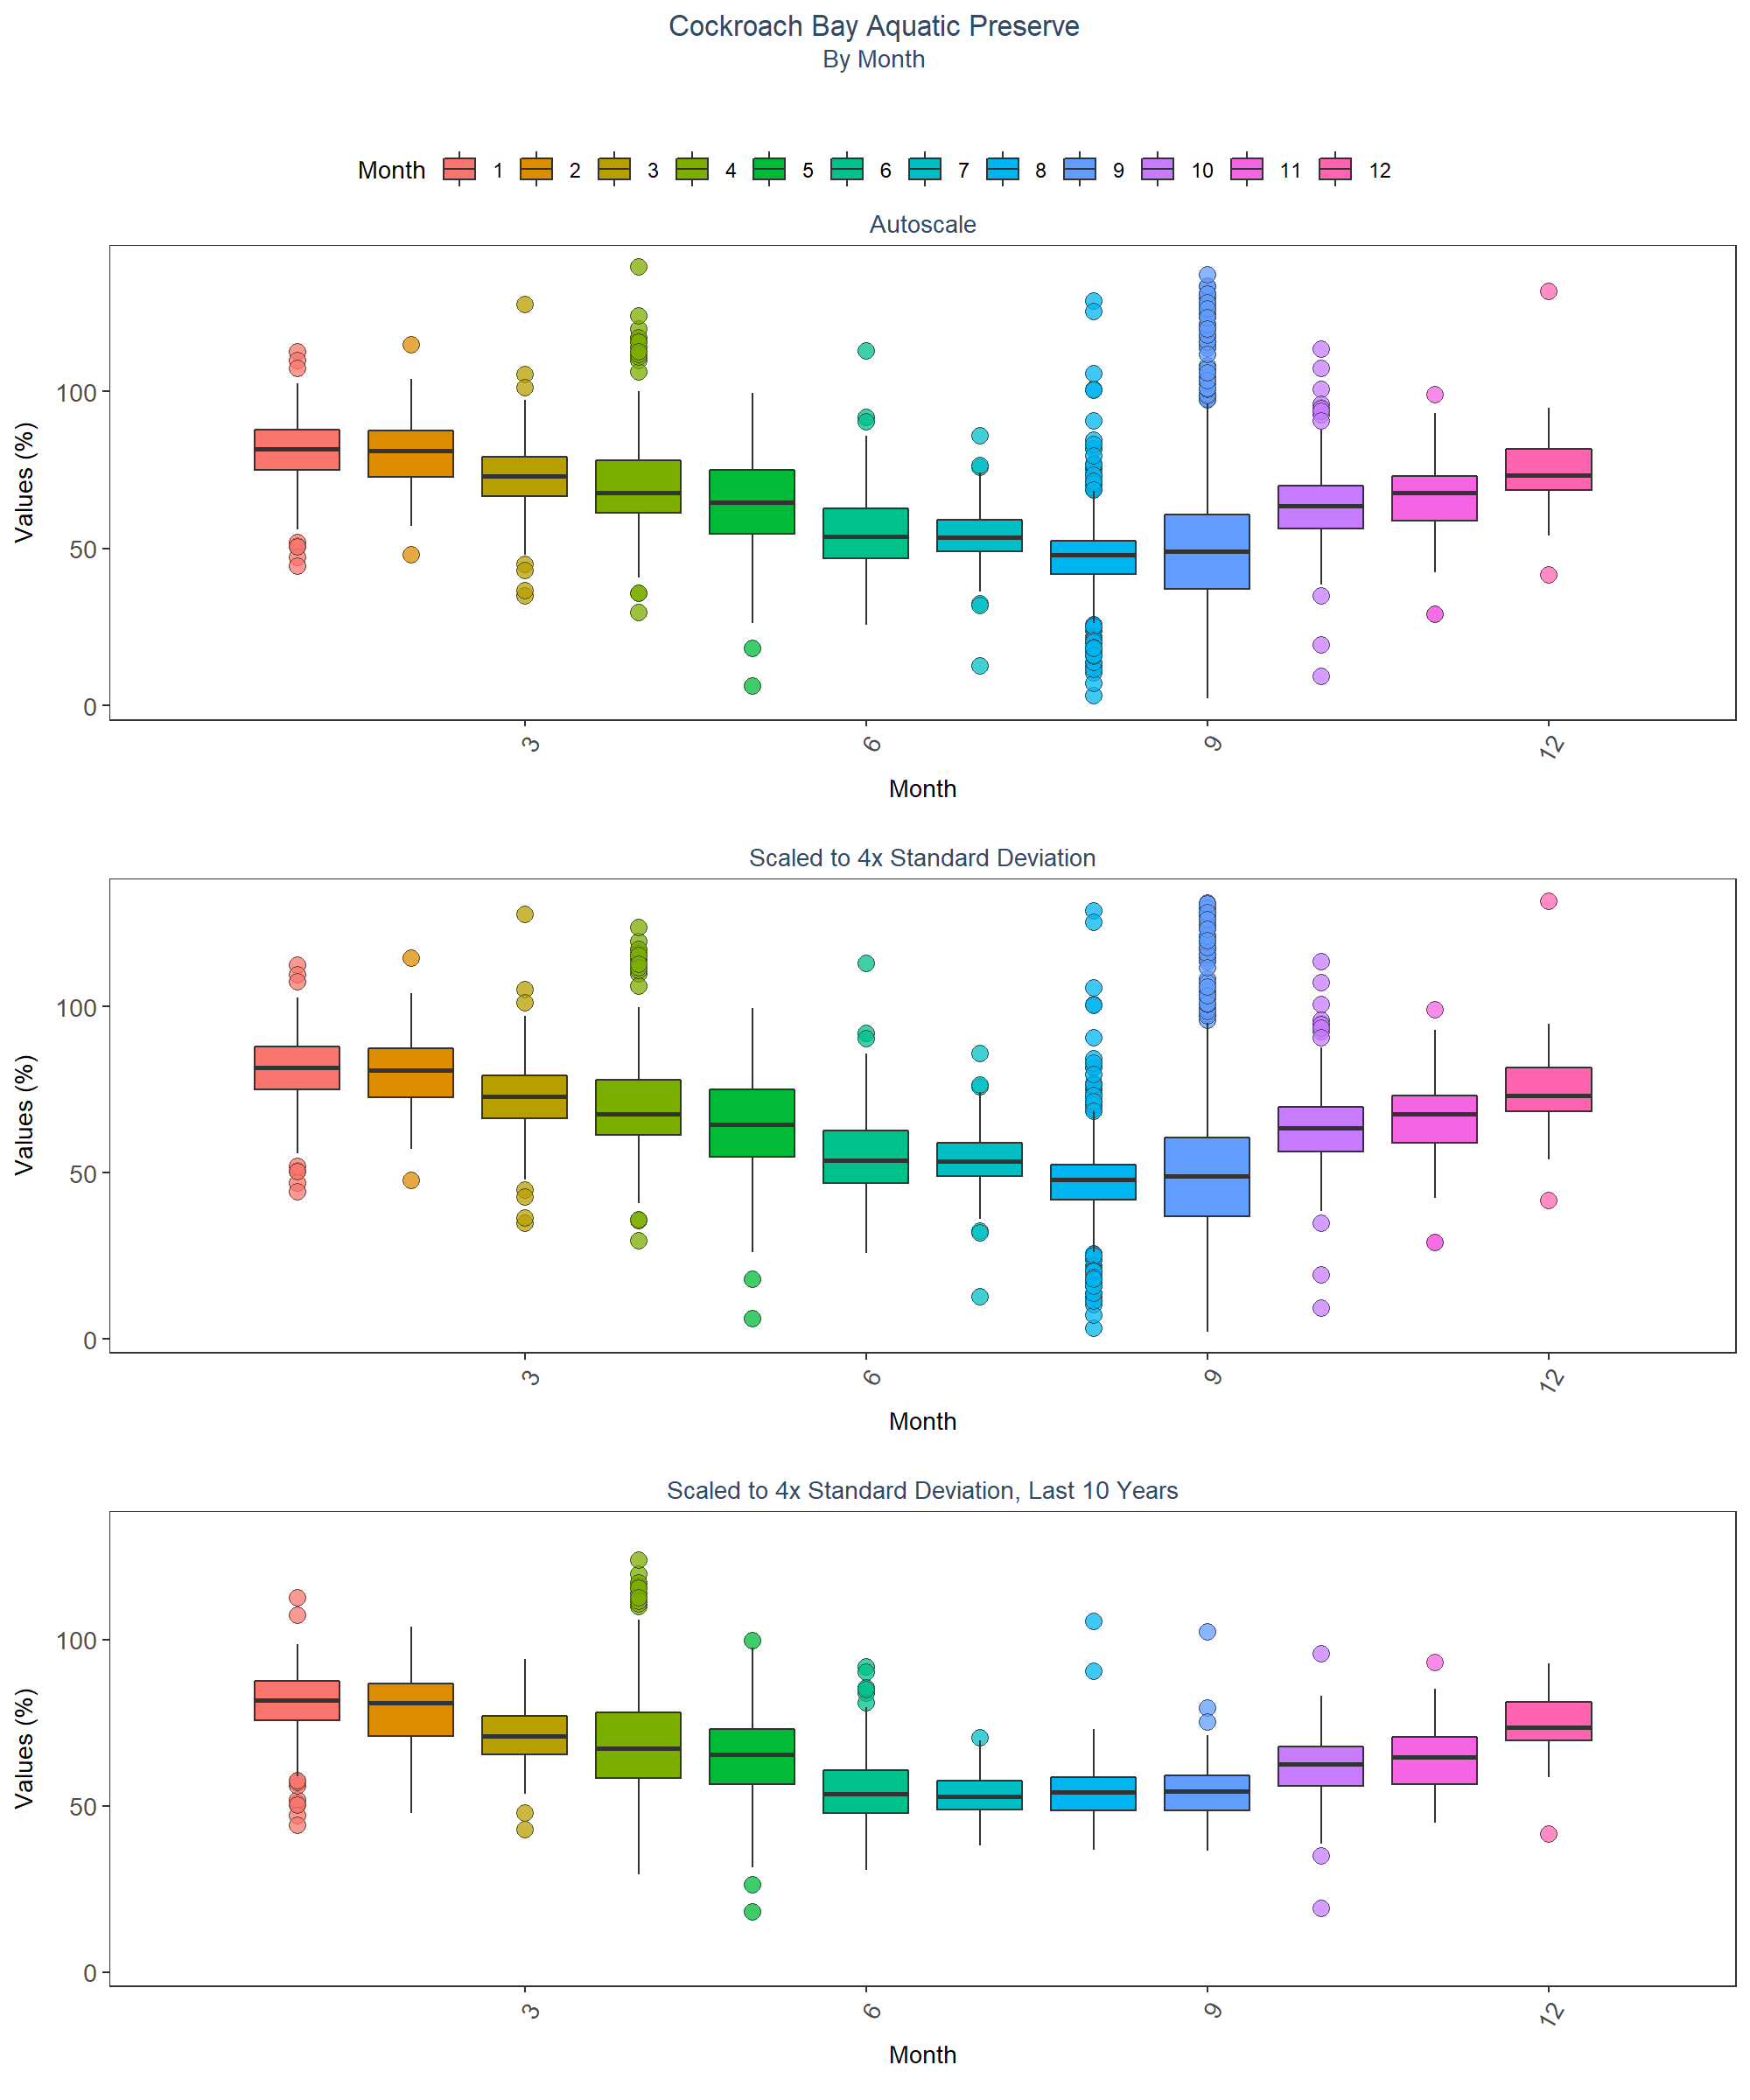 Cockroach Bay Aquatic Preserve
By Month
Month 1 2 3 4 5 6 7 8 9 10 11 12
Autoscale
Values (%)
100
50
0
3 6 9 12
Month
Scaled to 4x Standard Deviation
Values (%)
100
50
0
3 6 9 12
Month
Scaled to 4x Standard Deviation, Last 10 Years
Values (%)
100
50
0
3 6 9 12
Month